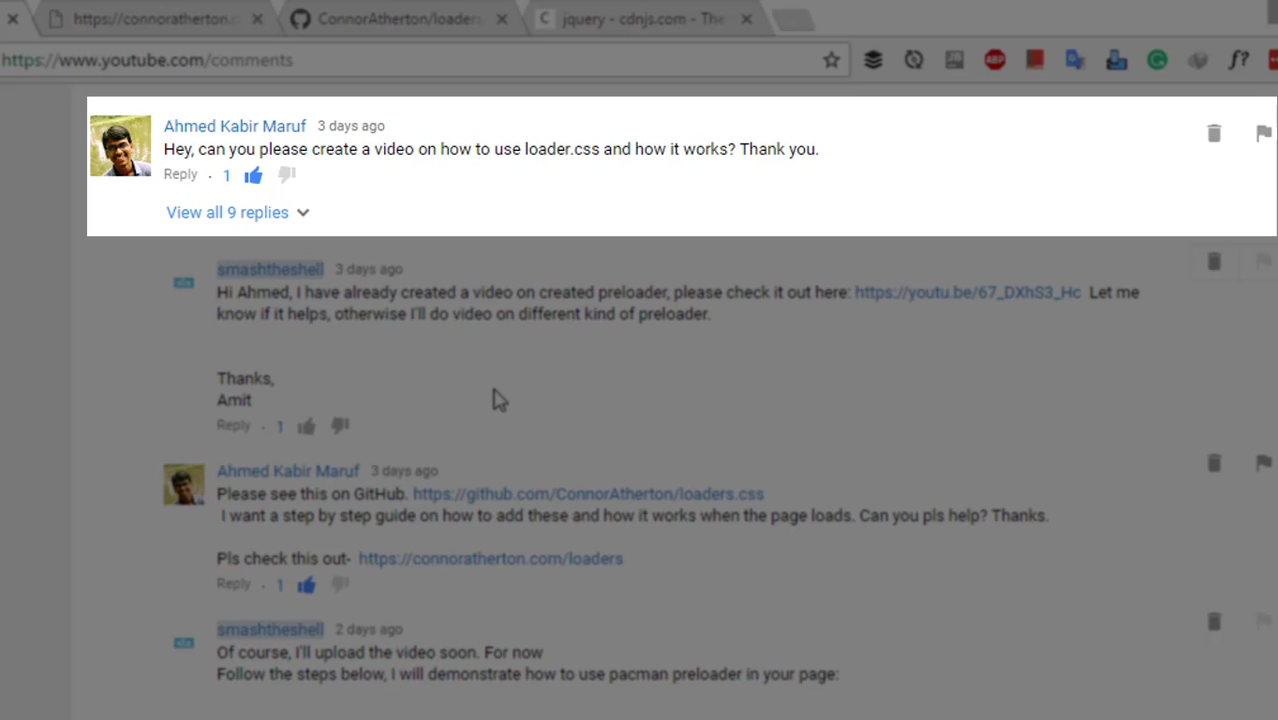 https://connoratherton.c
ConnorAtherton/loaders
jquery - cdnjs.com - The
https://www.youtube.com/comments
ABP
f?
Ahmed Kabir Maruf 3 days ago
Hey, can you please create a video on how to use loader.css and how it works? Thank you.
Reply · 1
View all 9 replies
smashtheshell 3 days ago
Hi Ahmed, I have already created a video on created preloader, please check it out here: https://youtu.be/67_DXhS3_Hc Let me
know if it helps, otherwise I'll do video on different kind of preloader.
Thanks,
Amit
Reply · 1
Ahmed Kabir Maruf 3 days ago
Please see this on GitHub. https://github.com/ConnorAtherton/loaders.css
I want a step by step guide on how to add these and how it works when the page loads. Can you pls help? Thanks.
Pls check this out- https://connoratherton.com/loaders
Reply · 1
smashtheshell 2 days ago
Of course, I'll upload the video soon. For now
Follow the steps below, I will demonstrate how to use pacman preloader in your page: